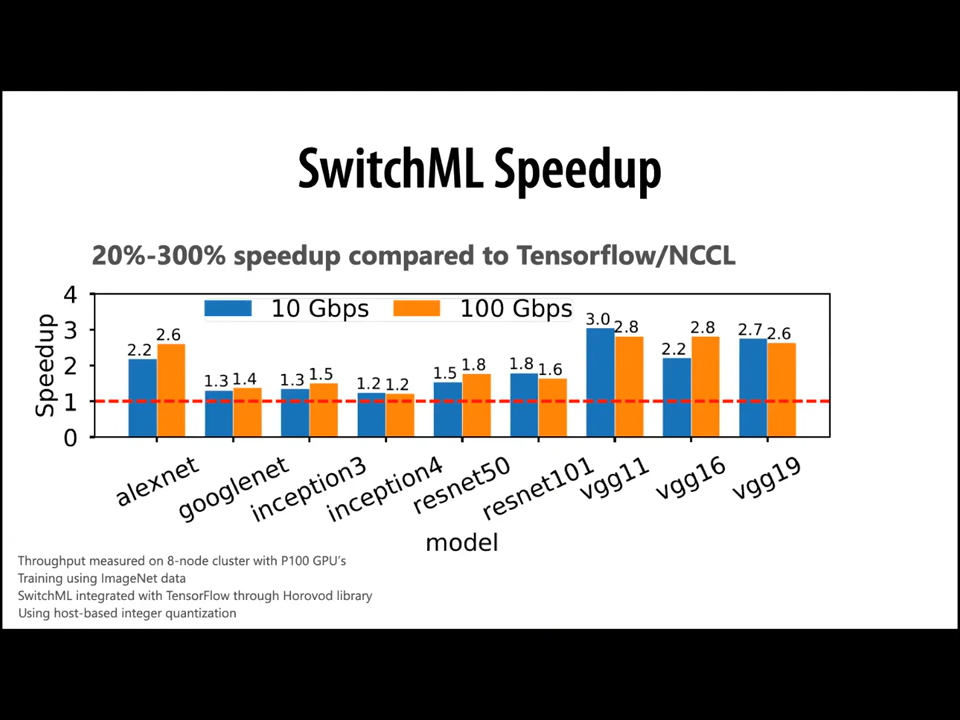 SwitchML Speedup
20%-300% speedup compared to Tensorflow/NCCL
Speedup
4
3
2
1
0
10 Gbps 100 Gbps
2.2 2.6 1.3 1.4 1.3 1.5 1.2 1.2 1.5 1.8 1.8 1.6 3.0 2.8 2.2 2.8 2.7 2.6
alexnet googlenet inception3 inception4 resnet50 resnet101 vgg11 vgg16 vgg19
model
Throughput measured on 8-node cluster with P100 GPU's
Training using ImageNet data
SwitchML integrated with TensorFlow through Horovod library
Using host-based integer quantization